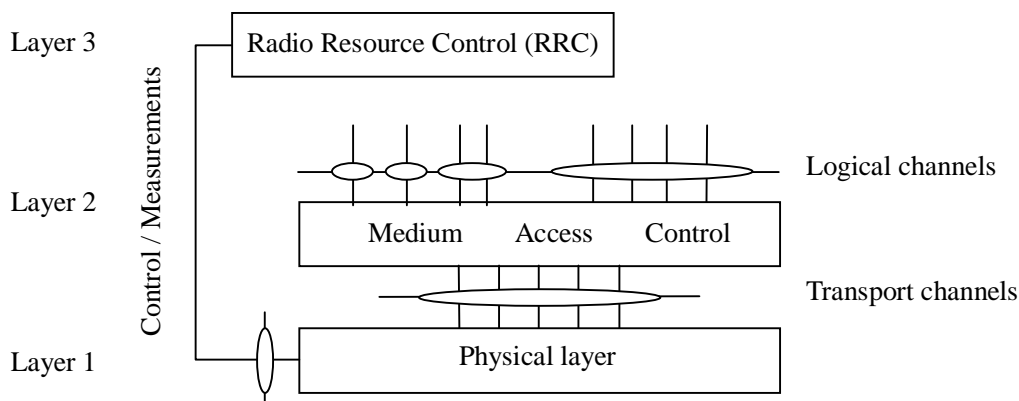 Layer 3
Radio Resource Control (RRC)
Control / Measurements
Logical channels
Layer 2
Medium Access Control
Transport channels
Layer 1
Physical layer